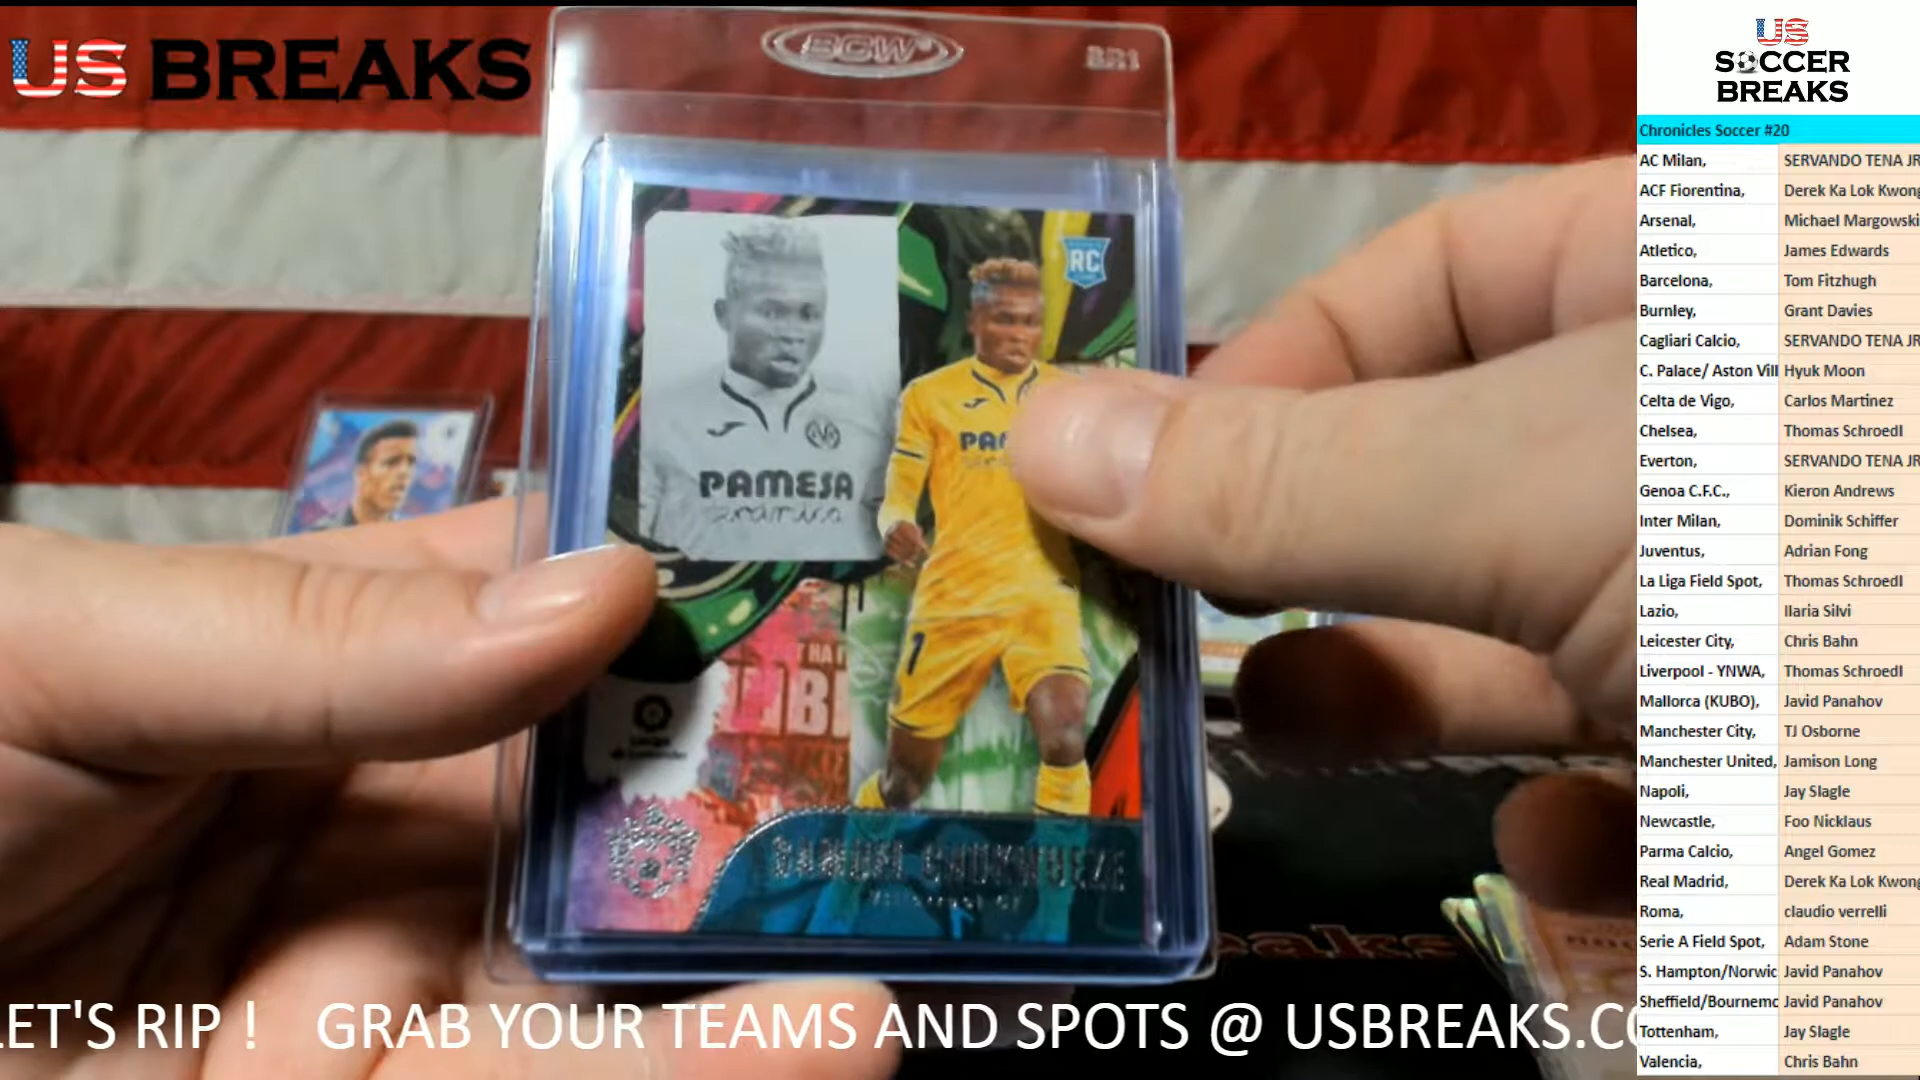 US BREAKS
BCW
BR1
RC
PAMESA
cerámica
PAM
1
SAMUEL CHUKWUEZE
LET'S RIP ! GRAB YOUR TEAMS AND SPOTS @ USBREAKS.CO
US
SOCCER
BREAKS
Chronicles Soccer #20
AC Milan, SERVANDO TENA JR
ACF Fiorentina, Derek Ka Lok Kwong
Arsenal, Michael Margowski
Atletico, James Edwards
Barcelona, Tom Fitzhugh
Burnley, Grant Davies
Cagliari Calcio, SERVANDO TENA JR
C. Palace/ Aston Vill Hyuk Moon
Celta de Vigo, Carlos Martinez
Chelsea, Thomas Schroedl
Everton, SERVANDO TENA JR
Genoa C.F.C., Kieron Andrews
Inter Milan, Dominik Schiffer
Juventus, Adrian Fong
La Liga Field Spot, Thomas Schroedl
Lazio, Ilaria Silvi
Leicester City, Chris Bahn
Liverpool - YNWA, Thomas Schroedl
Mallorca (KUBO), Javid Panahov
Manchester City, TJ Osborne
Manchester United, Jamison Long
Napoli, Jay Slagle
Newcastle, Foo Nicklaus
Parma Calcio, Angel Gomez
Real Madrid, Derek Ka Lok Kwong
Roma, claudio verrelli
Serie A Field Spot, Adam Stone
S. Hampton/Norwic Javid Panahov
Sheffield/Bournemo Javid Panahov
Tottenham, Jay Slagle
Valencia, Chris Bahn